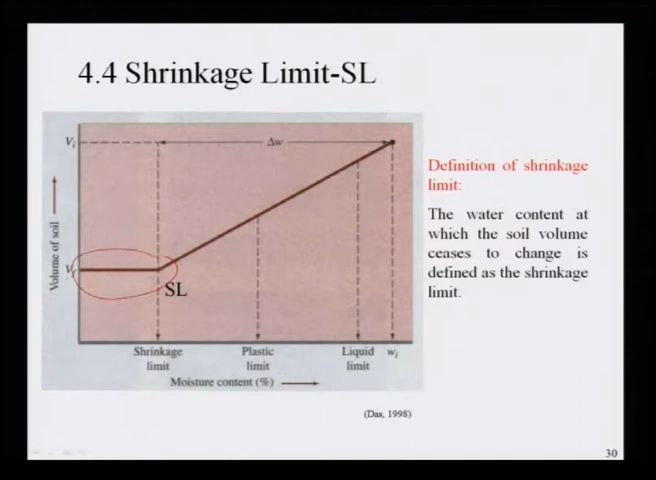 4.4 Shrinkage Limit-SL
Vi
Δw
Definition of shrinkage
limit:
The water content at
which the soil volume
ceases to change is
defined as the shrinkage
limit.
Volume of soil
Vf
SL
Shrinkage
limit
Plastic
limit
Liquid
limit
wi
Moisture content (%)
(Das, 1998)
30